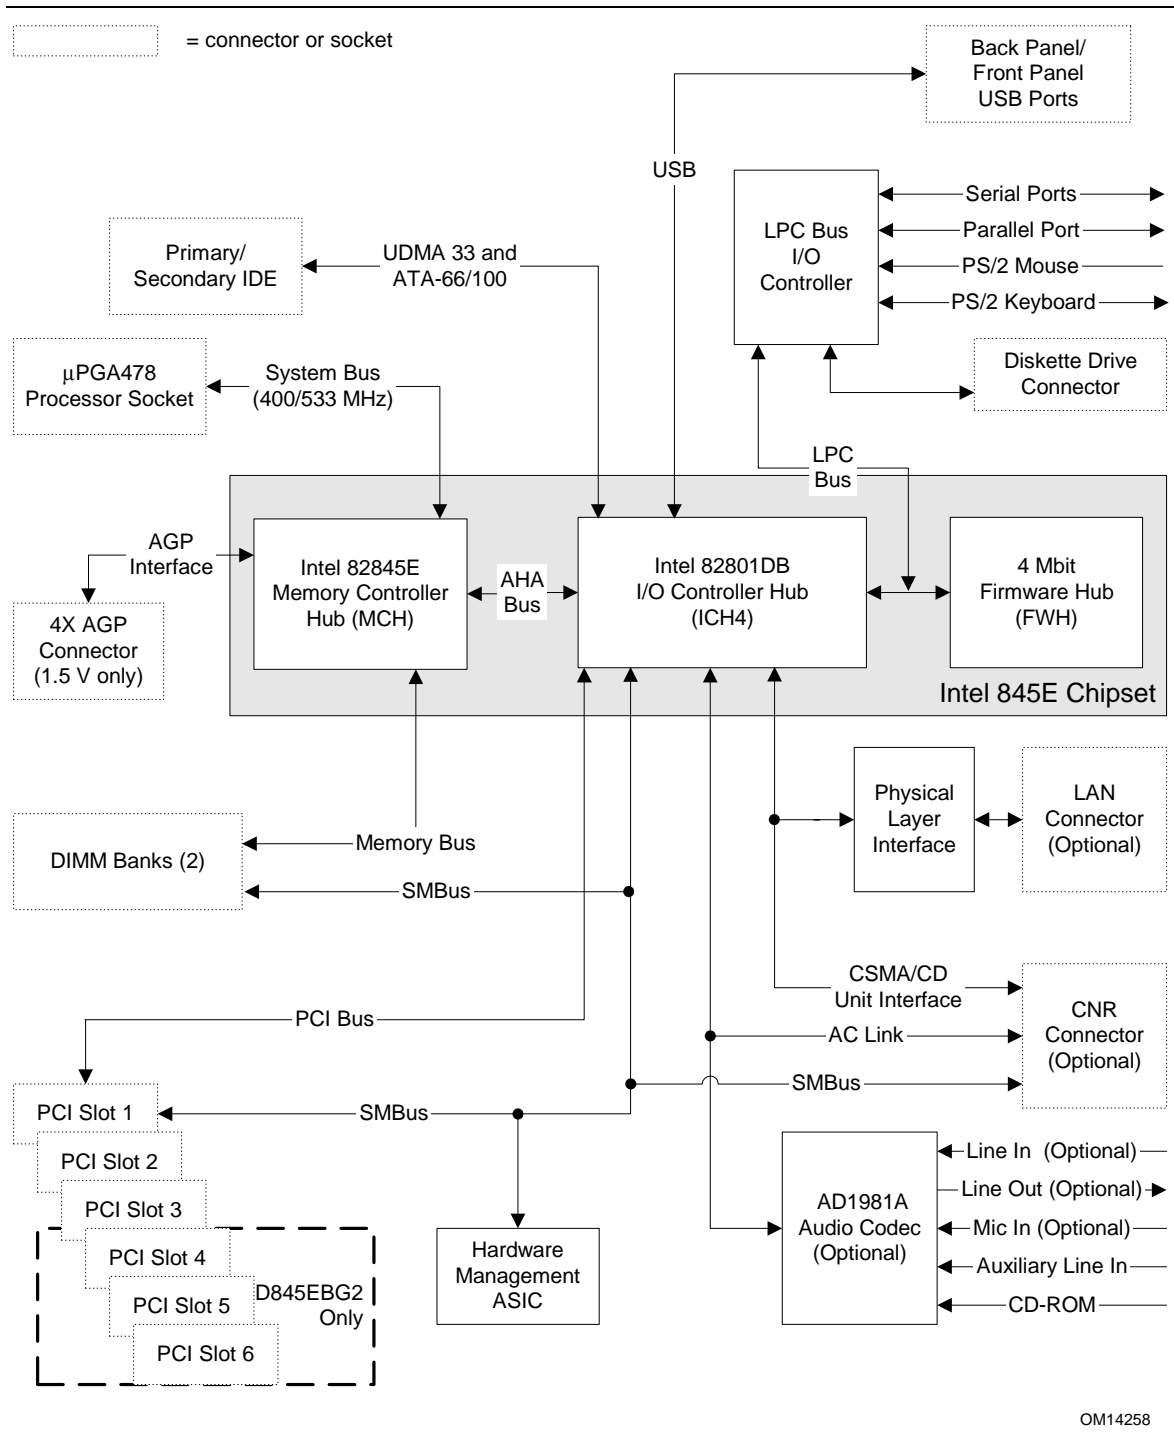 = connector or socket
Back Panel/
Front Panel
USB Ports
USB
LPC Bus
I/O
Controller
Serial Ports
Parallel Port
PS/2 Mouse
PS/2 Keyboard
Primary/
Secondary IDE
UDMA 33 and
ATA-66/100
Diskette Drive
Connector
µPGA478
Processor Socket
System Bus
(400/533 MHz)
LPC
Bus
AGP
Interface
4X AGP
Connector
(1.5 V only)
Intel 82845E
Memory Controller
Hub (MCH)
AHA
Bus
Intel 82801DB
I/O Controller Hub
(ICH4)
4 Mbit
Firmware Hub
(FWH)
Intel 845E Chipset
Physical
Layer
Interface
LAN
Connector
(Optional)
DIMM Banks (2)
Memory Bus
SMBus
CSMA/CD
Unit Interface
AC Link
SMBus
CNR
Connector
(Optional)
PCI Bus
PCI Slot 1
SMBus
PCI Slot 2
PCI Slot 3
PCI Slot 4
PCI Slot 5
PCI Slot 6
D845EBG2
Only
Hardware
Management
ASIC
AD1981A
Audio Codec
(Optional)
Line In (Optional)
Line Out (Optional)
Mic In (Optional)
Auxiliary Line In
CD-ROM
OM14258